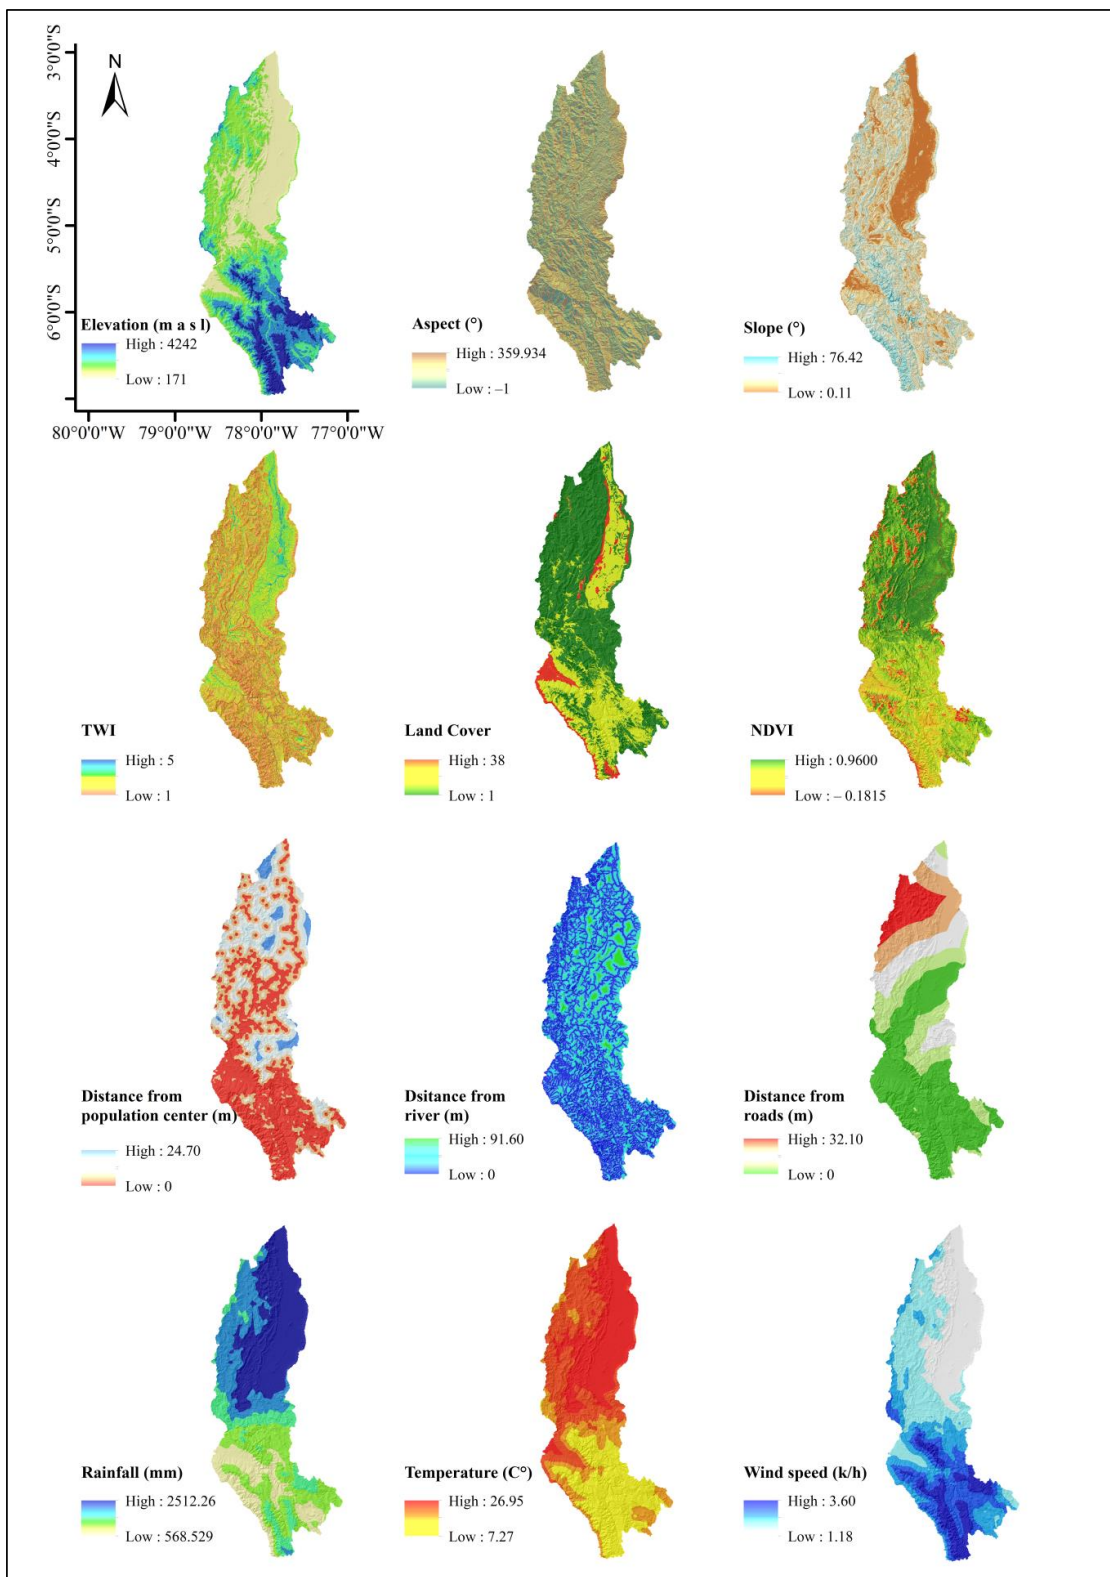 N
3°0'0"S
4°0'0"S
5°0'0"S
6°0'0"S
80°0'0"W 79°0'0"W 78°0'0"W 77°0'0"W
Elevation (m a s l)
High : 4242
Low : 171
Aspect (°)
High : 359.934
Low : –1
Slope (°)
High : 76.42
Low : 0.11
TWI
High : 5
Low : 1
Land Cover
High : 38
Low : 1
NDVI
High : 0.9600
Low : – 0.1815
Distance from
population center (m)
High : 24.70
Low : 0
Dsitance from
river (m)
High : 91.60
Low : 0
Distance from
roads (m)
High : 32.10
Low : 0
Rainfall (mm)
High : 2512.26
Low : 568.529
Temperature (C°)
High : 26.95
Low : 7.27
Wind speed (k/h)
High : 3.60
Low : 1.18